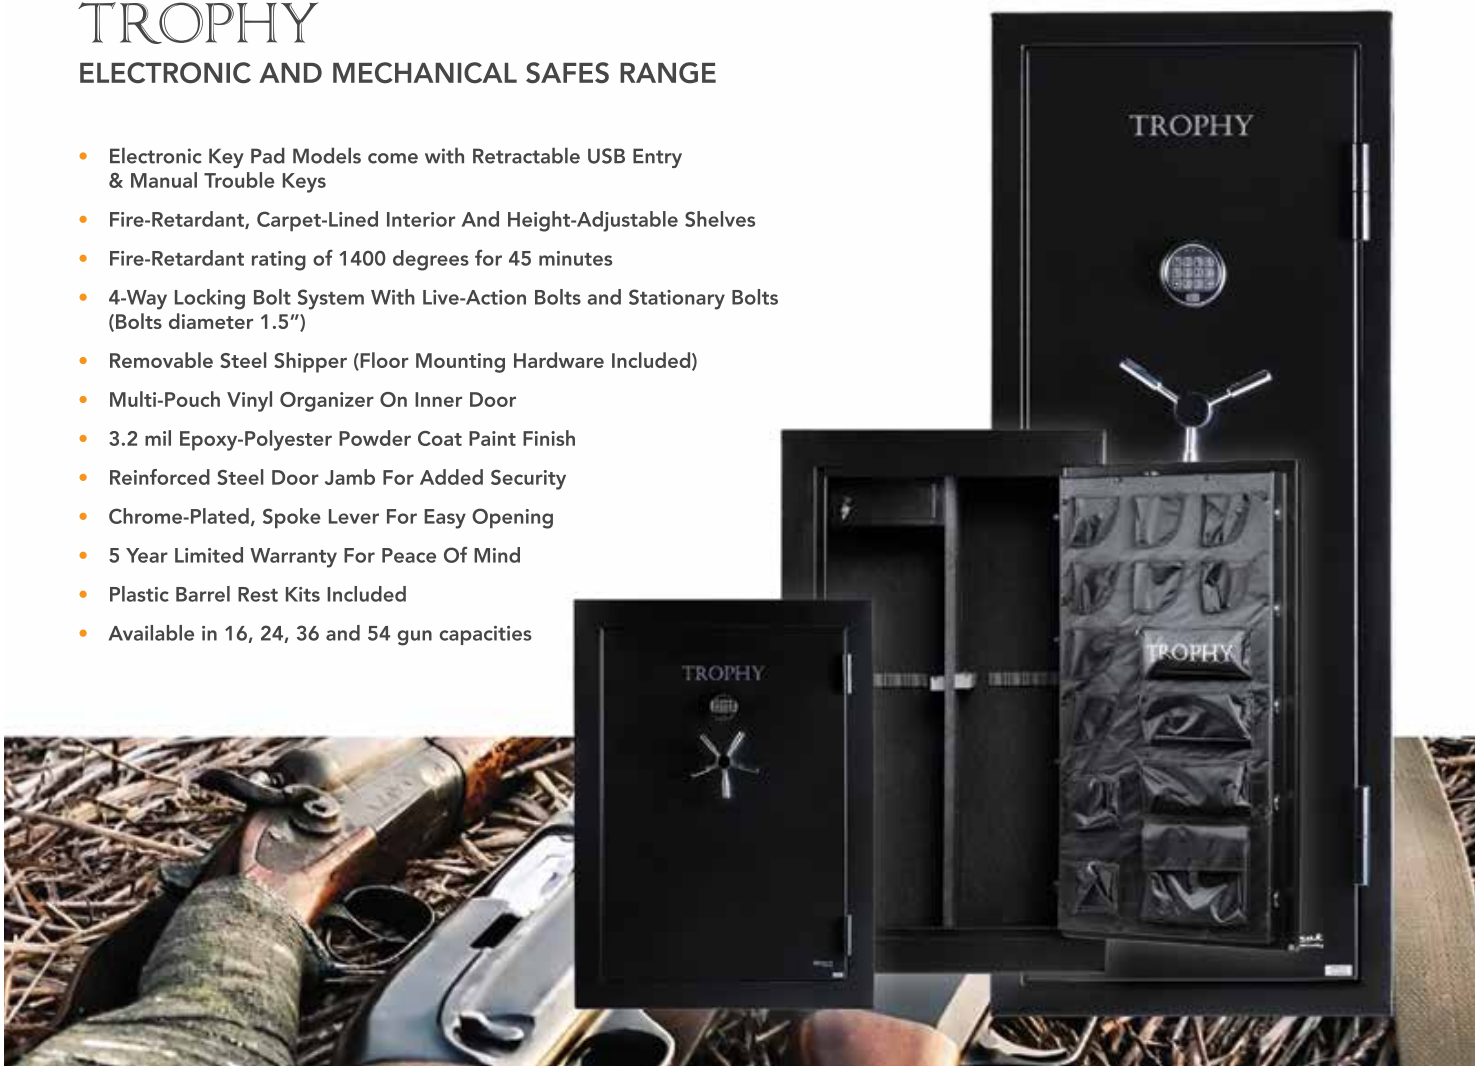 TROPHY
ELECTRONIC AND MECHANICAL SAFES RANGE
• Electronic Key Pad Models come with Retractable USB Entry
& Manual Trouble Keys
• Fire-Retardant, Carpet-Lined Interior And Height-Adjustable Shelves
• Fire-Retardant rating of 1400 degrees for 45 minutes
• 4-Way Locking Bolt System With Live-Action Bolts and Stationary Bolts
(Bolts diameter 1.5”)
• Removable Steel Shipper (Floor Mounting Hardware Included)
• Multi-Pouch Vinyl Organizer On Inner Door
• 3.2 mil Epoxy-Polyester Powder Coat Paint Finish
• Reinforced Steel Door Jamb For Added Security
• Chrome-Plated, Spoke Lever For Easy Opening
• 5 Year Limited Warranty For Peace Of Mind
• Plastic Barrel Rest Kits Included
• Available in 16, 24, 36 and 54 gun capacities
TROPHY
TROPHY
TROPHY